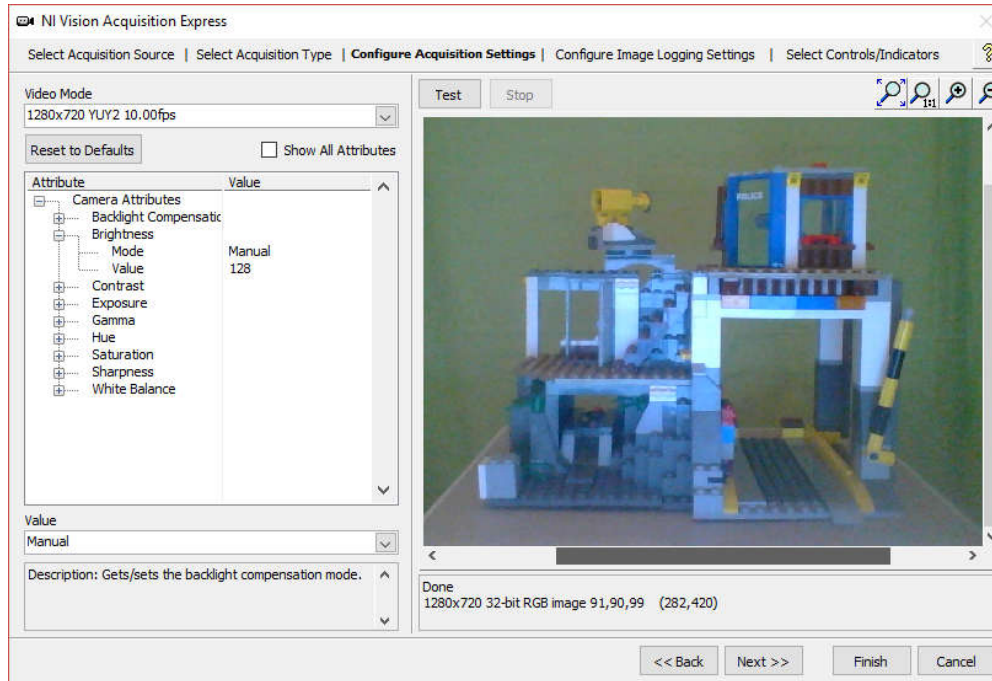 NI Vision Acquisition Express
Select Acquisition Source | Select Acquisition Type | Configure Acquisition Settings | Configure Image Logging Settings | Select Controls/Indicators
Video Mode
1280x720 YUY2 10.00fps
Reset to Defaults
Show All Attributes
Attribute Value
Camera Attributes
Backlight Compensatic
Brightness
Mode Manual
Value 128
Contrast
Exposure
Gamma
Hue
Saturation
Sharpness
White Balance
Value
Manual
Description: Gets/sets the backlight compensation mode.
Test Stop
1:1
POLICE
Done
1280x720 32-bit RGB image 91,90,99 (282,420)
<< Back Next >> Finish Cancel